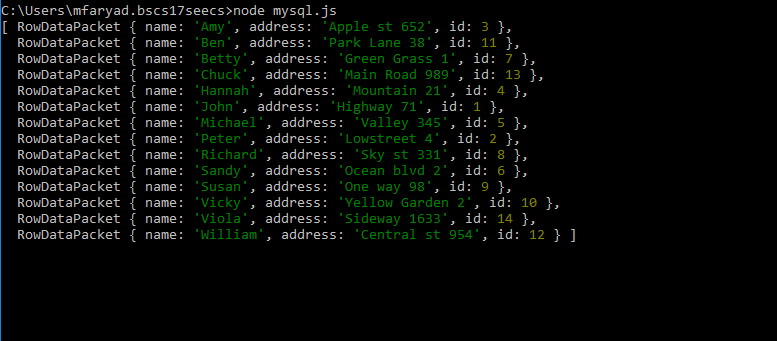 C:\Users\mfaryad.bscs17seecs>node mysql.js
[ RowDataPacket { name: 'Amy', address: 'Apple st 652', id: 3 },
  RowDataPacket { name: 'Ben', address: 'Park Lane 38', id: 11 },
  RowDataPacket { name: 'Betty', address: 'Green Grass 1', id: 7 },
  RowDataPacket { name: 'Chuck', address: 'Main Road 989', id: 13 },
  RowDataPacket { name: 'Hannah', address: 'Mountain 21', id: 4 },
  RowDataPacket { name: 'John', address: 'Highway 71', id: 1 },
  RowDataPacket { name: 'Michael', address: 'Valley 345', id: 5 },
  RowDataPacket { name: 'Peter', address: 'Lowstreet 4', id: 2 },
  RowDataPacket { name: 'Richard', address: 'Sky st 331', id: 8 },
  RowDataPacket { name: 'Sandy', address: 'Ocean blvd 2', id: 6 },
  RowDataPacket { name: 'Susan', address: 'One way 98', id: 9 },
  RowDataPacket { name: 'Vicky', address: 'Yellow Garden 2', id: 10 },
  RowDataPacket { name: 'Viola', address: 'Sideway 1633', id: 14 },
  RowDataPacket { name: 'William', address: 'Central st 954', id: 12 } ]